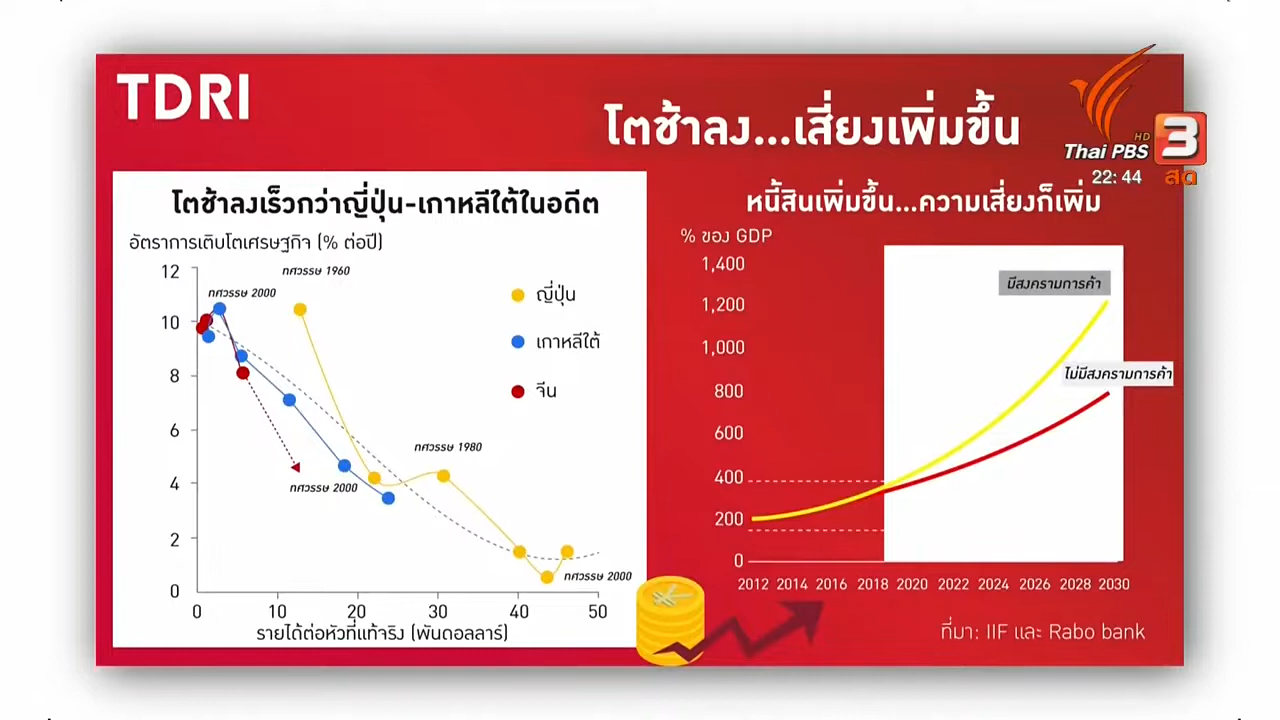 TDRI
โตช้าลง...เสี่ยงเพิ่มขึ้น
HD
Thai PBS 3
22:44 สด
โตช้าลงเร็วกว่าญี่ปุ่น-เกาหลีใต้ในอดีต
อัตราการเติบโตเศรษฐกิจ (% ต่อปี)
12
10
8
6
4
2
0
ทศวรรษ 1960
ทศวรรษ 2000
ทศวรรษ 1980
ทศวรรษ 2000
ทศวรรษ 2000
ญี่ปุ่น
เกาหลีใต้
จีน
0 10 20 30 40 50
รายได้ต่อหัวที่แท้จริง (พันดอลลาร์)
หนี้สินเพิ่มขึ้น...ความเสี่ยงก็เพิ่ม
% ของ GDP
1,400
1,200
1,000
800
600
400
200
0
มีสงครามการค้า
ไม่มีสงครามการค้า
2012 2014 2016 2018 2020 2022 2024 2026 2028 2030
ที่มา: IIF และ Rabo bank